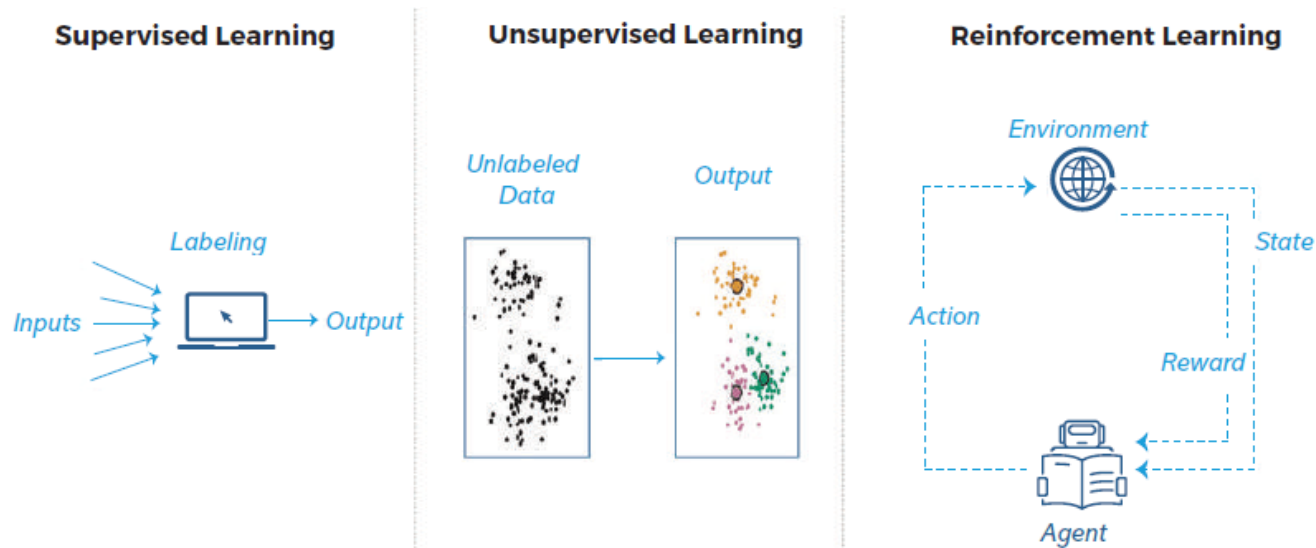 Supervised Learning
Labeling
Inputs
Output
Unsupervised Learning
Unlabeled
Data
Output
Reinforcement Learning
Environment
State
Action
Reward
Agent